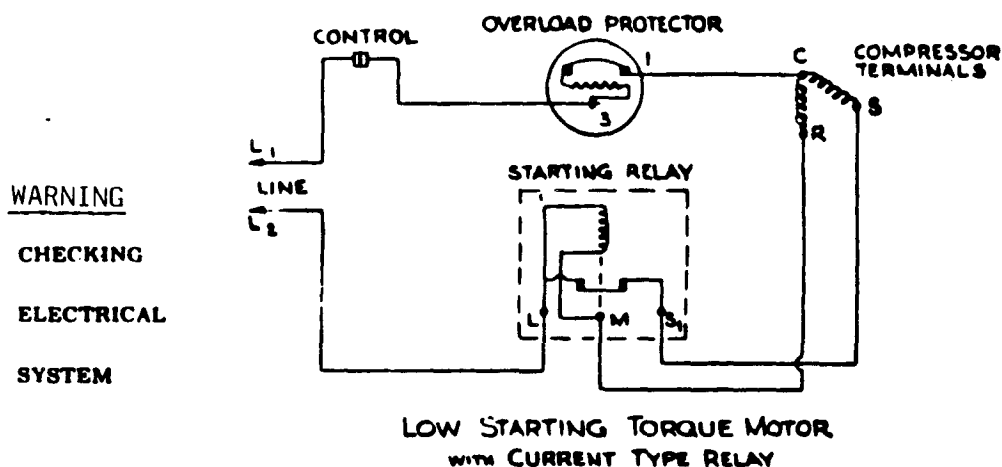 OVERLOAD PROTECTOR
CONTROL
1
C
COMPRESSOR
TERMINALS
3
S
R
L1
STARTING RELAY
WARNING
LINE
L2
CHECKING
ELECTRICAL
L
M
S1
SYSTEM
LOW STARTING TORQUE MOTOR
WITH CURRENT TYPE RELAY